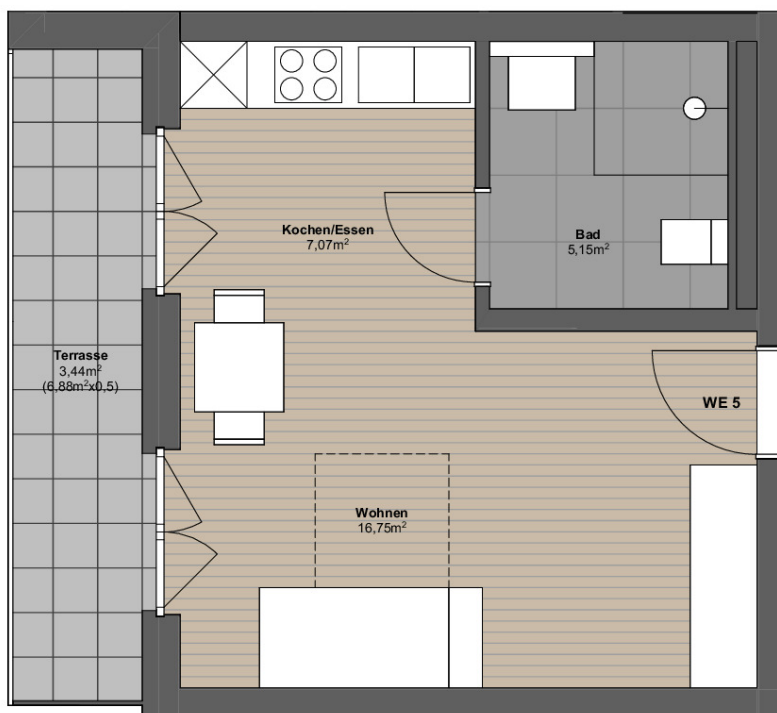 Kochen/Essen
7,07m²
Bad
5,15m²
Terrasse
3,44m²
(6,88m²x0,5)
WE 5
Wohnen
16,75m²